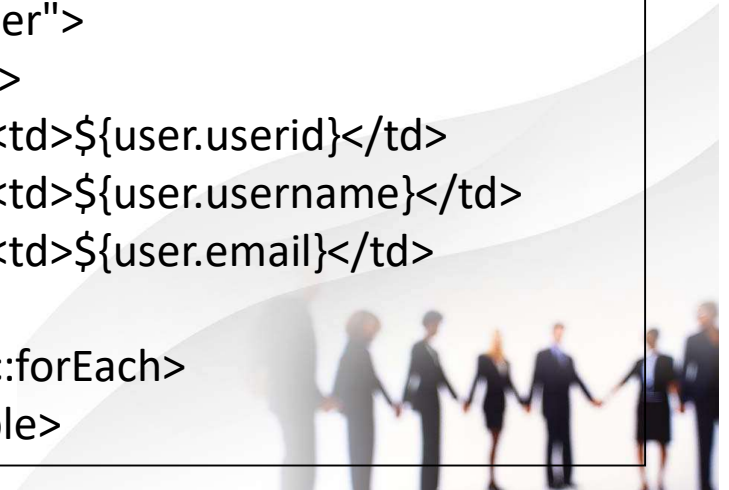 er">
>
<td>${user.userid}</td>
<td>${user.username}</td>
<td>${user.email}</td>
:forEach>
le>